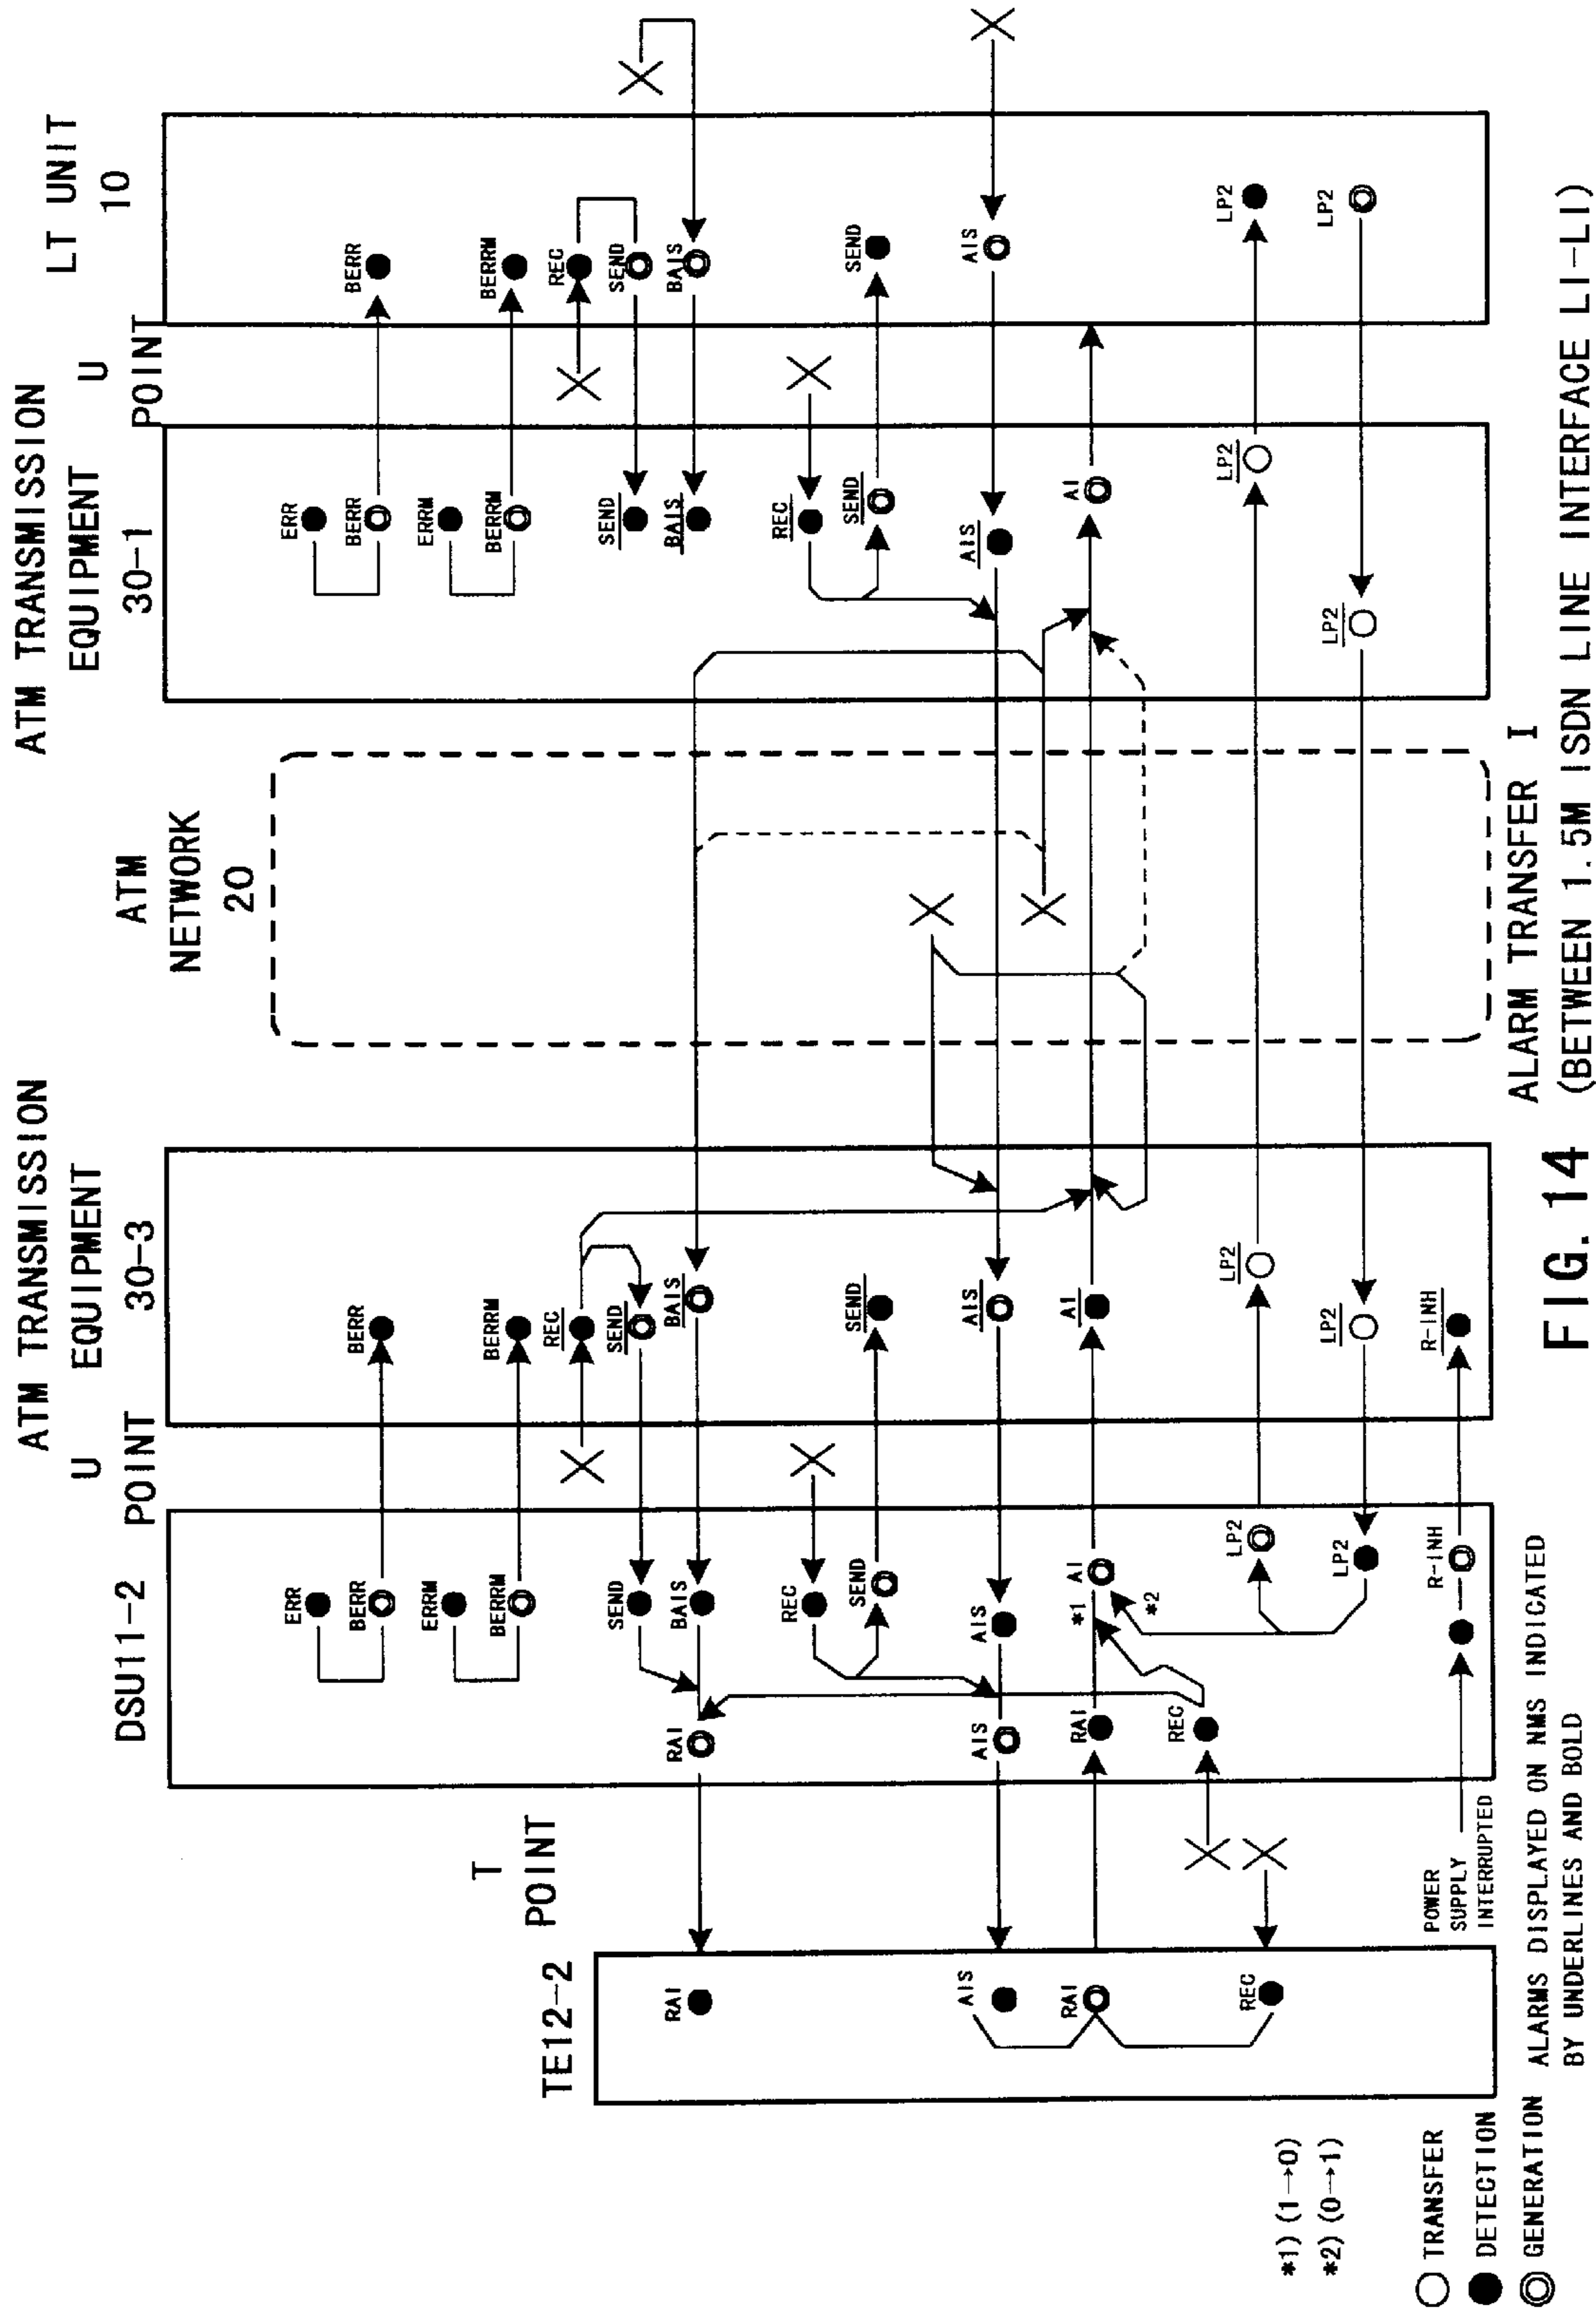 TE12-2
T
POINT
DSU11-2
U
POINT
ATM TRANSMISSION
EQUIPMENT
30-3
ATM
NETWORK
20
ATM TRANSMISSION
EQUIPMENT
30-1
U
POINT
LT UNIT
10
RAI
AIS
RAI
REC
ERR
BERR
ERRM
BERRM
SEND
BAIS
RAI
REC
SEND
AIS
AIS
*1
AI
*2
RAI
REC
LP2
LP2
R-INH
BERR
BERRM
REC
SEND
BAIS
SEND
AIS
AI
LP2
LP2
R-INH
ERR
BERR
ERRM
BERRM
SEND
BAIS
REC
SEND
AIS
AI
LP2
LP2
BERR
BERRM
REC
SEND
BAIS
SEND
AIS
LP2
LP2
POWER
SUPPLY
INTERRUPTED
*1) (1→0)
*2) (0→1)
TRANSFER
DETECTION
GENERATION
ALARMS DISPLAYED ON NMS INDICATED
BY UNDERLINES AND BOLD
ALARM TRANSFER I
FIG. 14 (BETWEEN 1.5M ISDN LINE INTERFACE LI-LI)